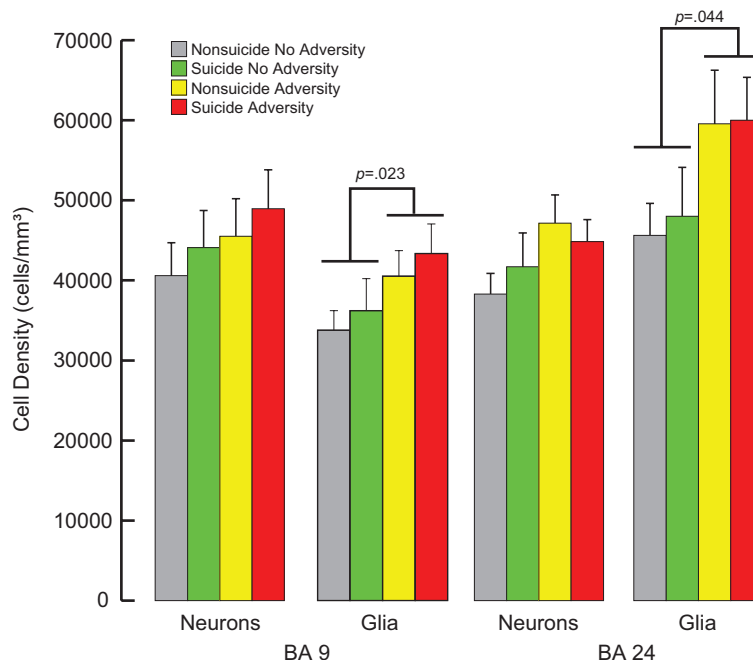 p=.044
70000
Nonsuicide No Adversity
Suicide No Adversity
Nonsuicide Adversity
Suicide Adversity
60000
50000
p=.023
40000
30000
20000
10000
0
Cell Density (cells/mm³)
Neurons
Glia
Neurons
Glia
BA 9
BA 24